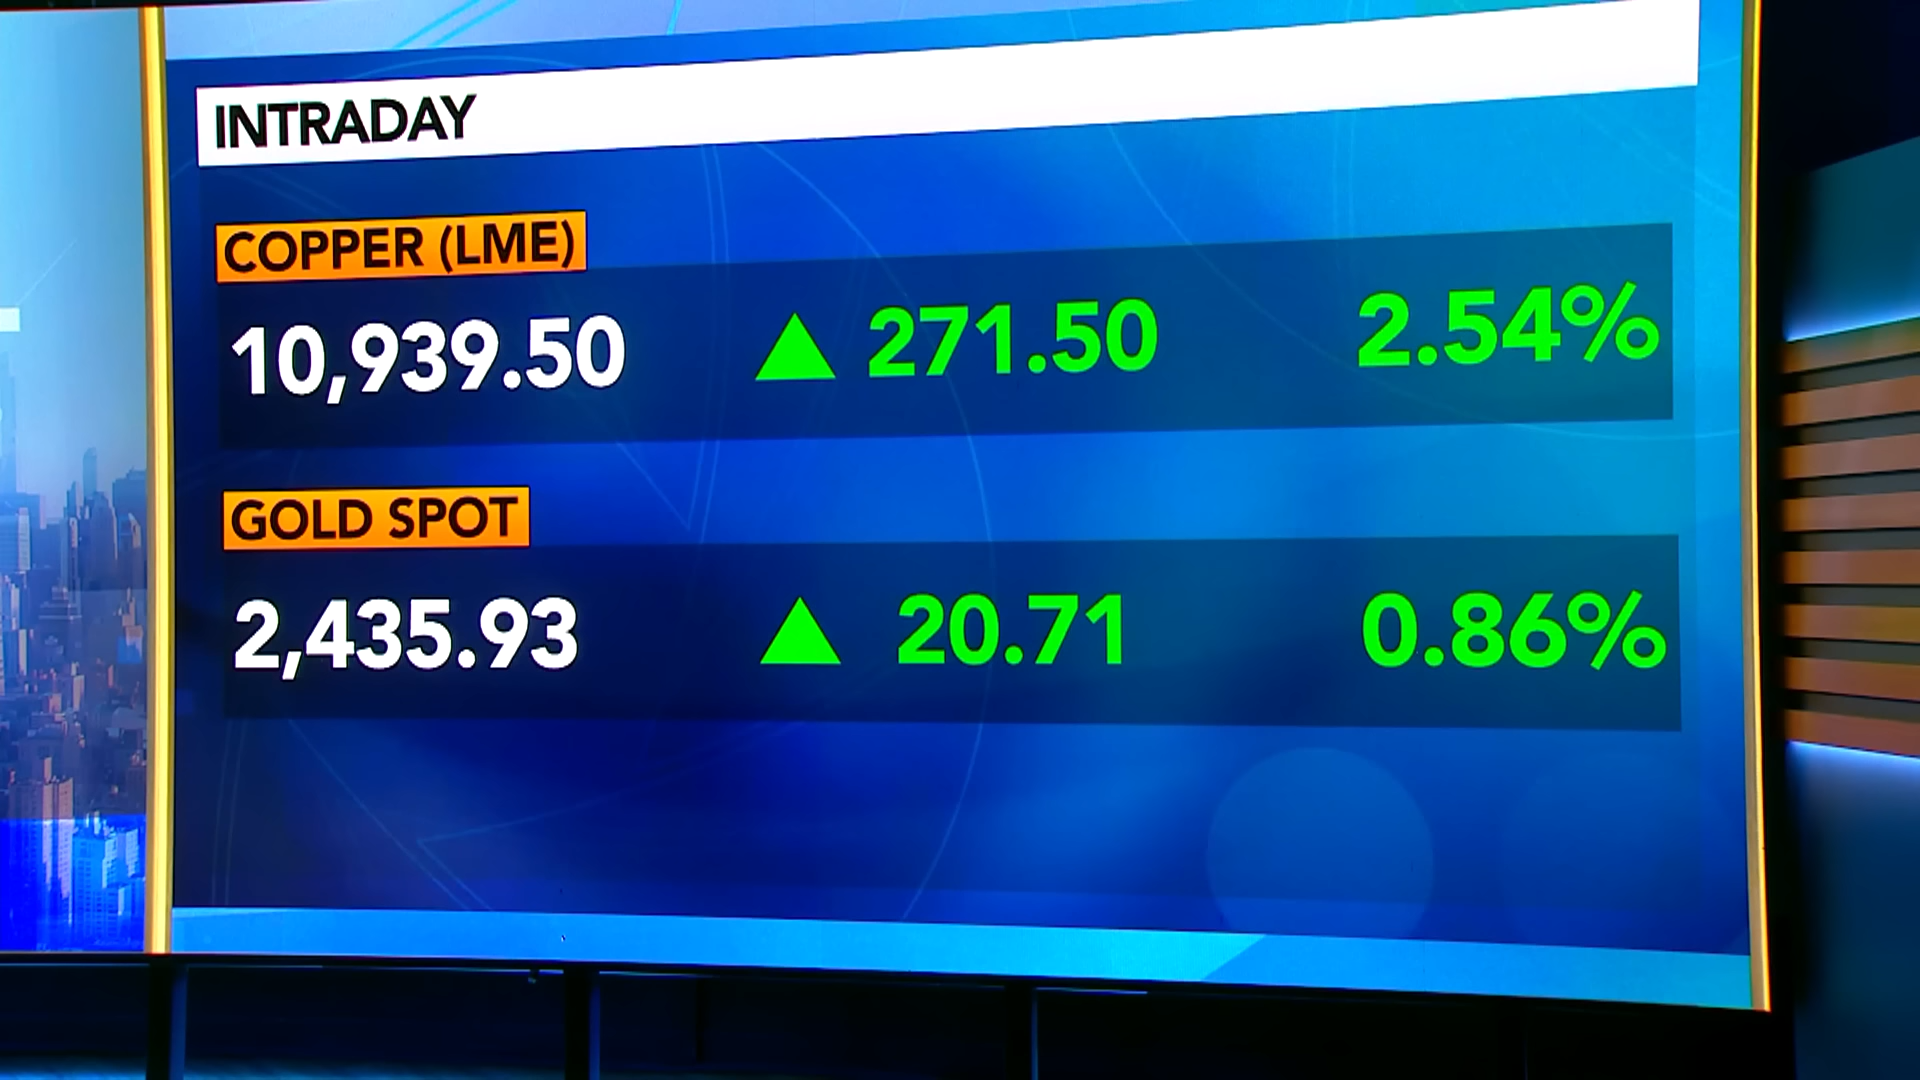 INTRADAY
COPPER (LME)
10,939.50 ▲ 271.50 2.54%
GOLD SPOT
2,435.93 ▲ 20.71 0.86%